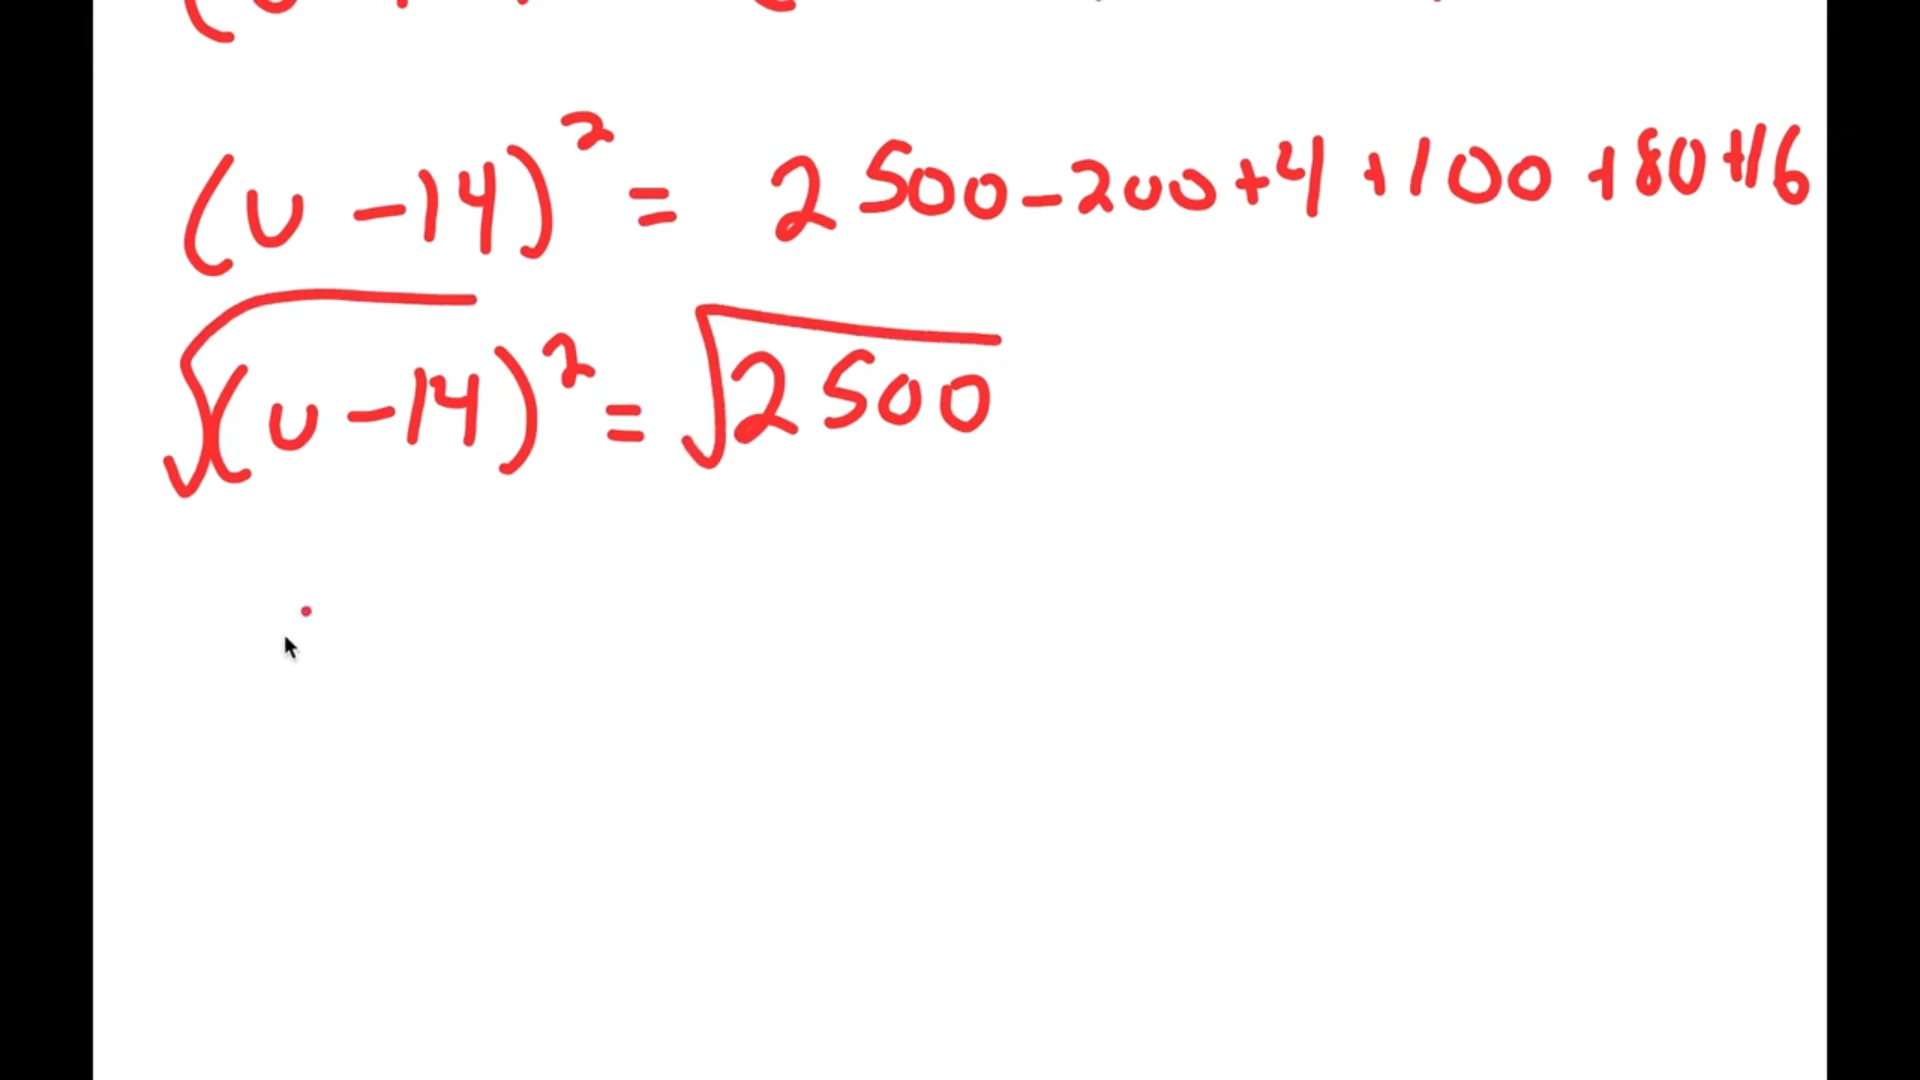 (u - 14)² = 2500 - 200 + 4 + 100 + 80 + 16
√(u - 14)² = √2500